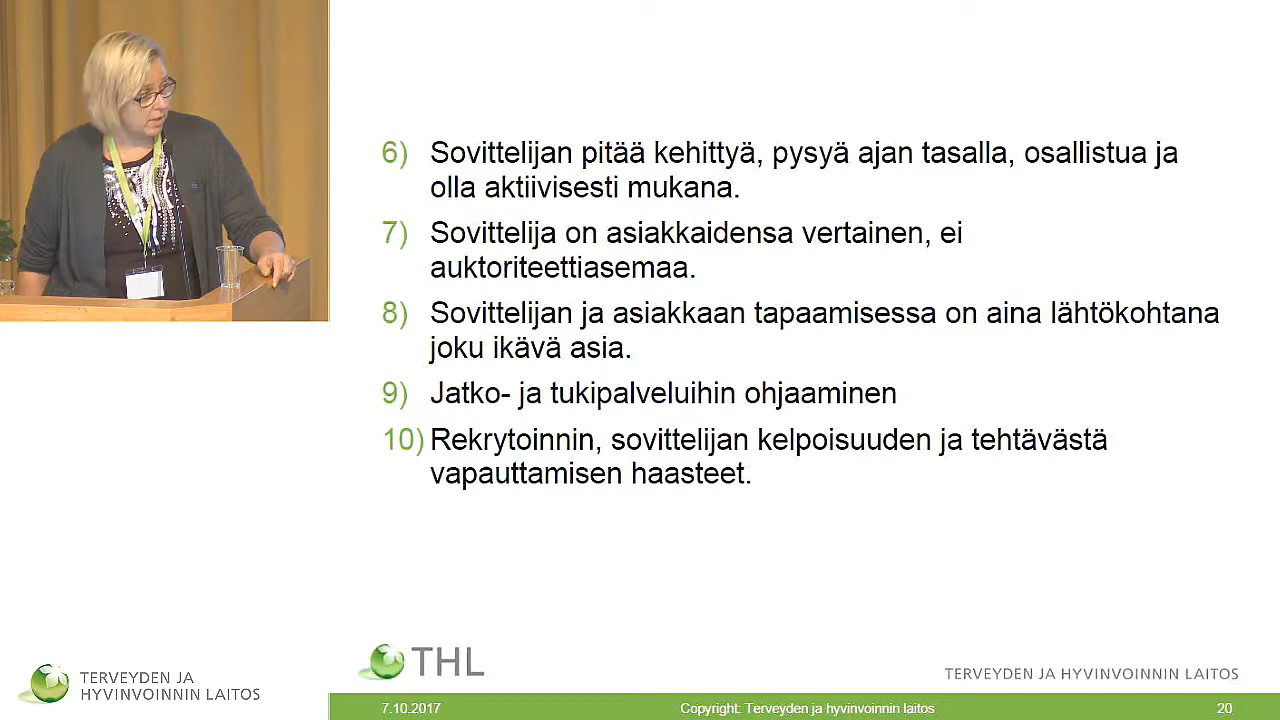 6) Sovittelijan pitää kehittyä, pysyä ajan tasalla, osallistua ja
olla aktiivisesti mukana.
7) Sovittelija on asiakkaidensa vertainen, ei
auktoriteettiasemaa.
8) Sovittelijan ja asiakkaan tapaamisessa on aina lähtökohtana
joku ikävä asia.
9) Jatko- ja tukipalveluihin ohjaaminen
10) Rekrytoinnin, sovittelijan kelpoisuuden ja tehtävästä
vapauttamisen haasteet.
TERVEYDEN JA
HYVINVOINNIN LAITOS
THL
TERVEYDEN JA HYVINVOINNIN LAITOS
7.10.2017 Copyright: Terveyden ja hyvinvoinnin laitos 20